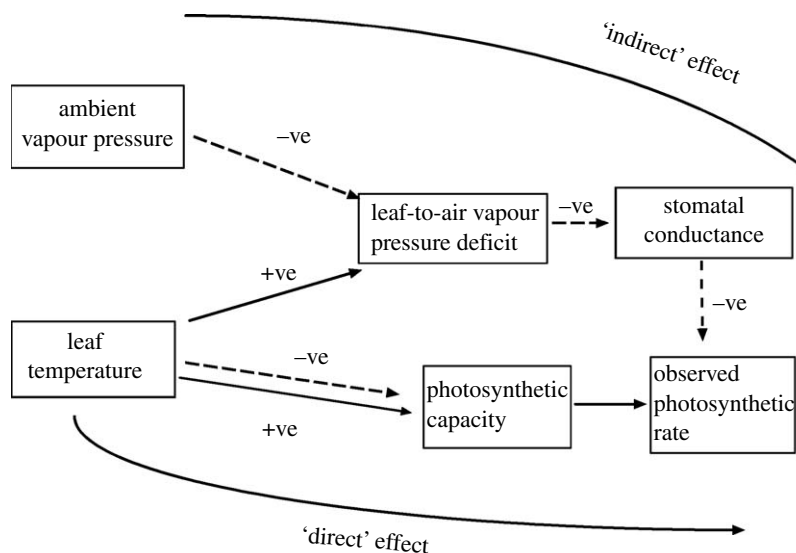 'indirect' effect
ambient
vapour pressure
–ve
leaf-to-air vapour
pressure deficit
–ve
stomatal
conductance
+ve
–ve
leaf
temperature
–ve
+ve
photosynthetic
capacity
observed
photosynthetic
rate
'direct' effect